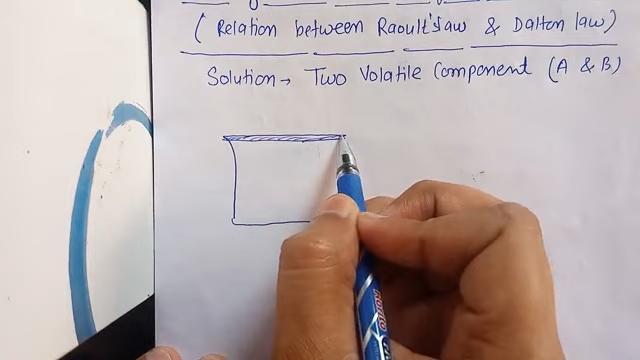 ( Relation between Raoult's law & Dalton law)
Solution → Two Volatile Component (A & B)